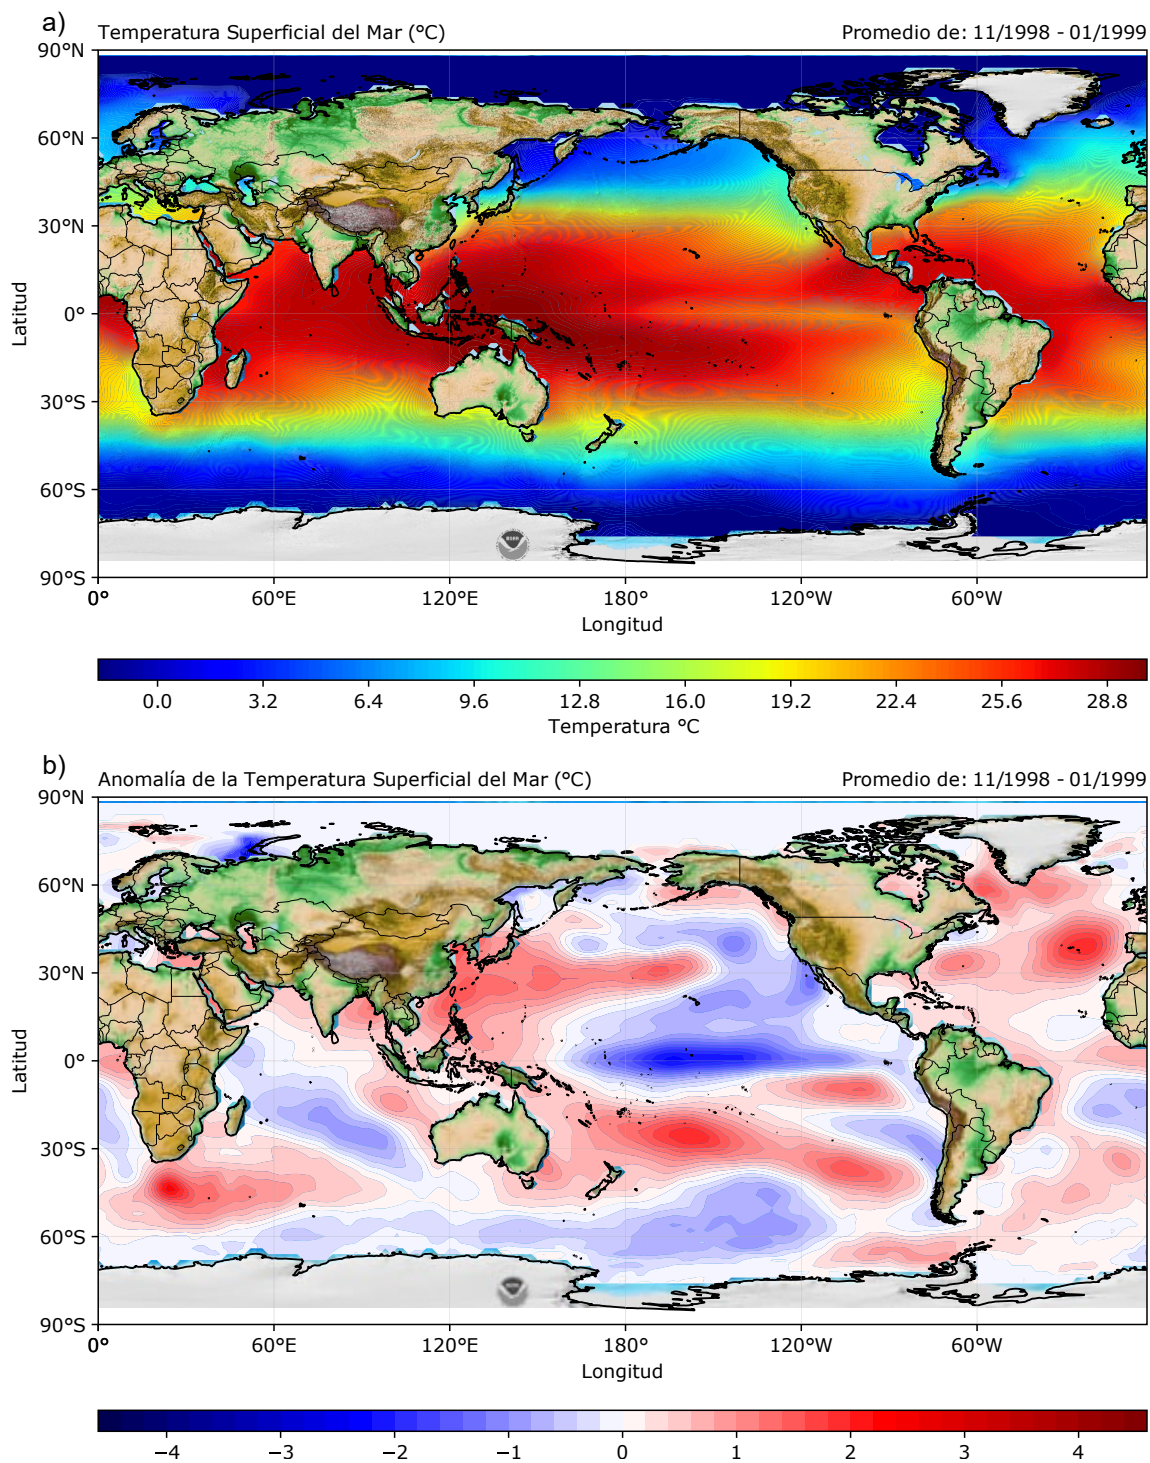 a)
Temperatura Superficial del Mar (°C) Promedio de: 11/1998 - 01/1999
90°N
60°N
30°N
0°
30°S
60°S
90°S
Latitud
0° 60°E 120°E 180° 120°W 60°W
Longitud
0.0 3.2 6.4 9.6 12.8 16.0 19.2 22.4 25.6 28.8
Temperatura °C
b)
Anomalía de la Temperatura Superficial del Mar (°C) Promedio de: 11/1998 - 01/1999
90°N
60°N
30°N
0°
30°S
60°S
90°S
Latitud
0° 60°E 120°E 180° 120°W 60°W
Longitud
−4 −3 −2 −1 0 1 2 3 4